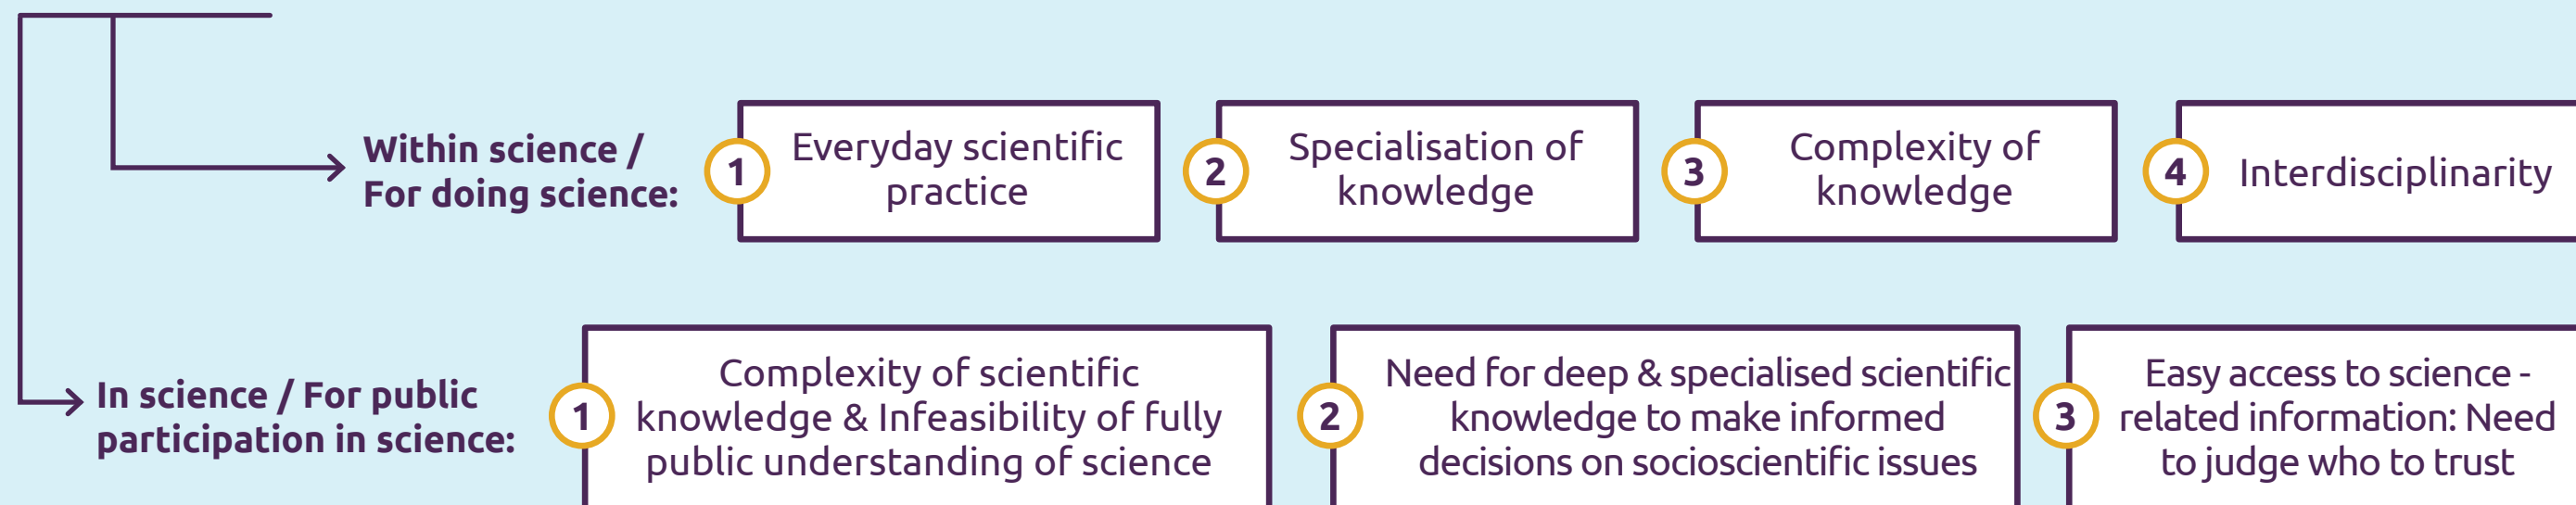 Within science /
For doing science:
1
Everyday scientific
practice
2
Specialisation of
knowledge
3
Complexity of
knowledge
4
Interdisciplinarity
In science / For public
participation in science:
1
Complexity of scientific
knowledge & Infeasibility of fully
public understanding of science
2
Need for deep & specialised scientific
knowledge to make informed
decisions on socioscientific issues
3
Easy access to science -
related information: Need
to judge who to trust